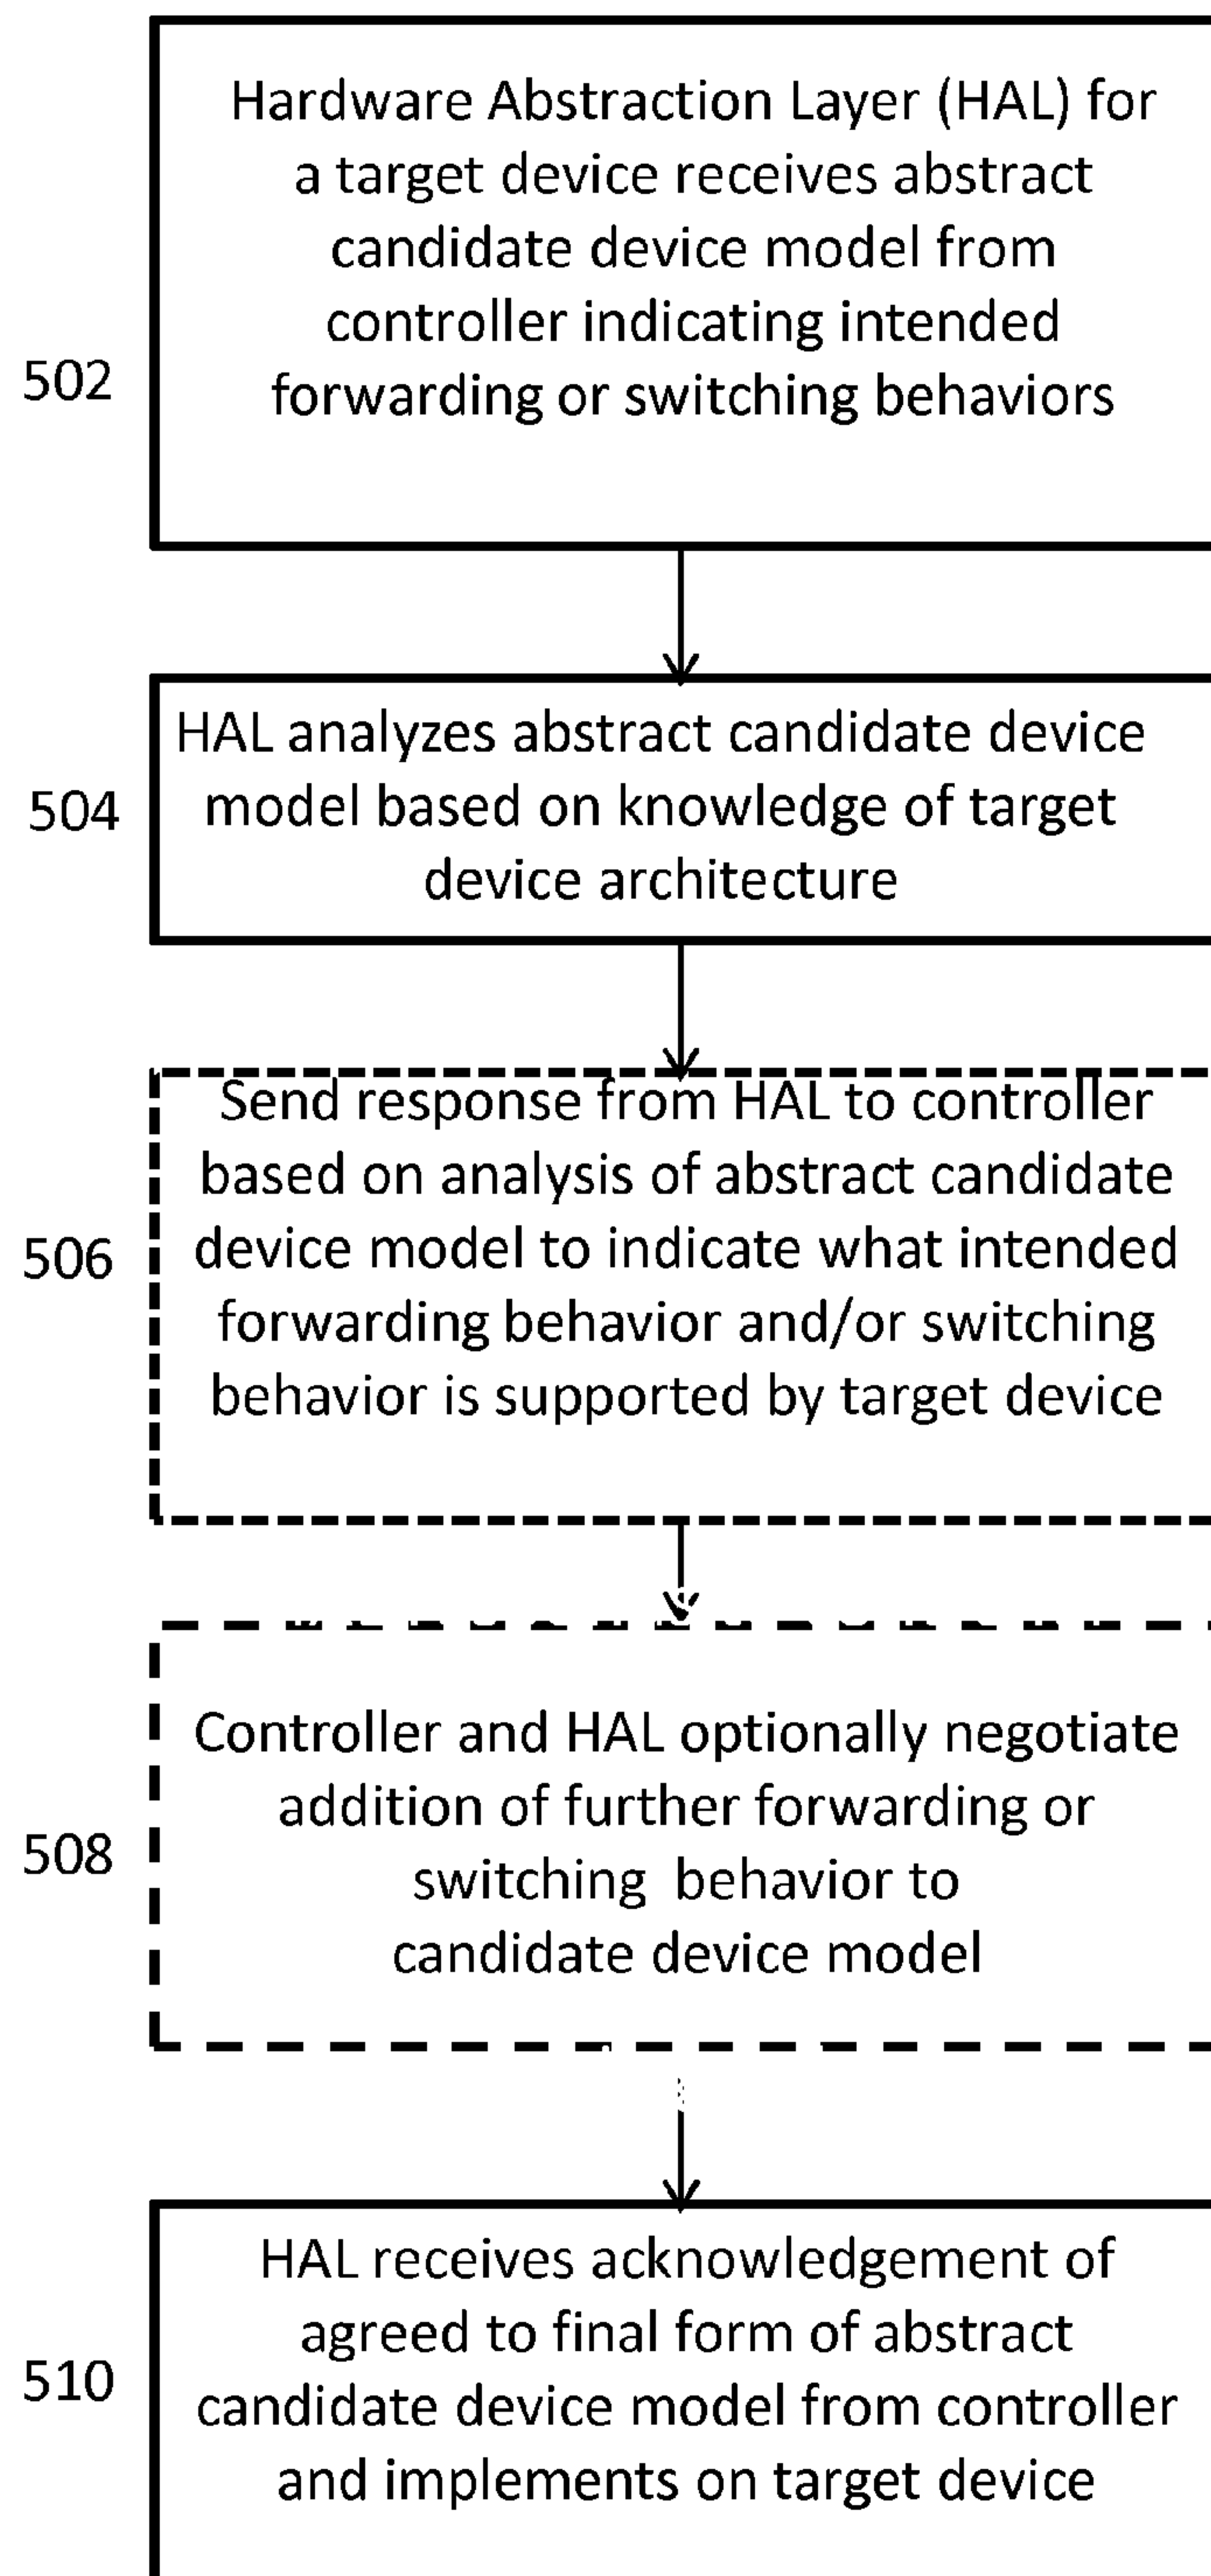 Hardware Abstraction Layer (HAL) for
a target device receives abstract
candidate device model from
controller indicating intended
502
forwarding or switching behaviors
HAL analyzes abstract candidate device
504
model based on knowledge of target
device architecture
Send response from HAL to controller
based on analysis of abstract candidate
506
device model to indicate what intended
forwarding behavior and/or switching
behavior is supported by target device
Controller and HAL optionally negotiate
addition of further forwarding or
508
switching behavior to
candidate device model
HAL receives acknowledgement of
agreed to final form of abstract
510
candidate device model from controller
and implements on target device